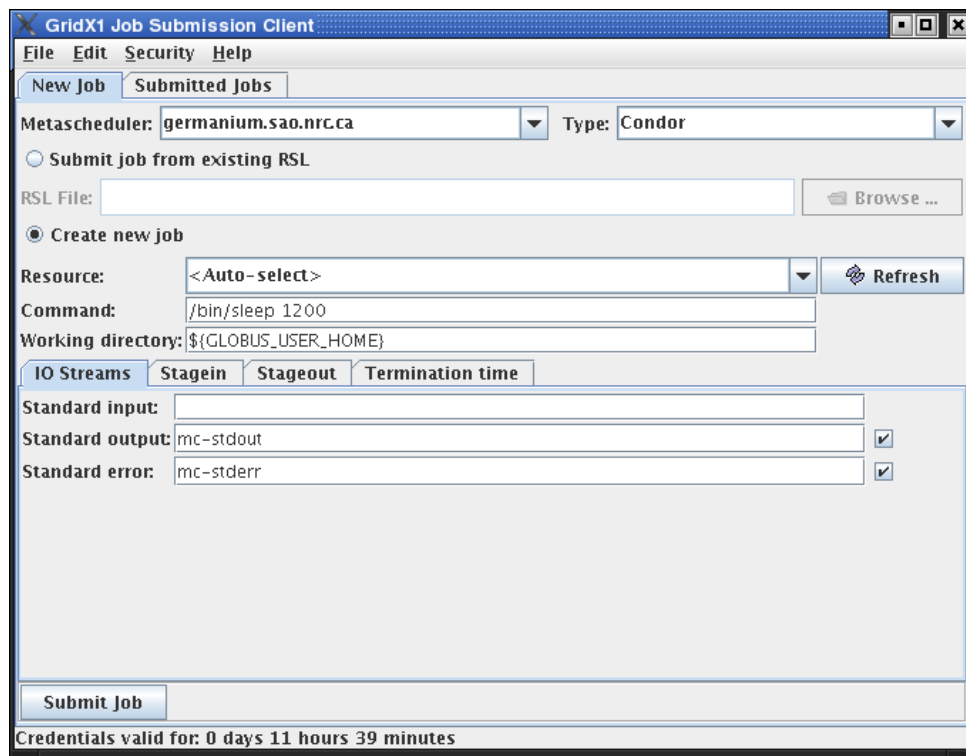 GridX1 Job Submission Client
File Edit Security Help
New Job Submitted Jobs
Metascheduler: germanium.sao.nrc.ca Type: Condor
Submit job from existing RSL
RSL File: Browse ...
Create new job
Resource: <Auto-select> Refresh
Command: /bin/sleep 1200
Working directory: ${GLOBUS_USER_HOME}
IO Streams Stagein Stageout Termination time
Standard input:
Standard output: mc-stdout
Standard error: mc-stderr
Submit Job
Credentials valid for: 0 days 11 hours 39 minutes